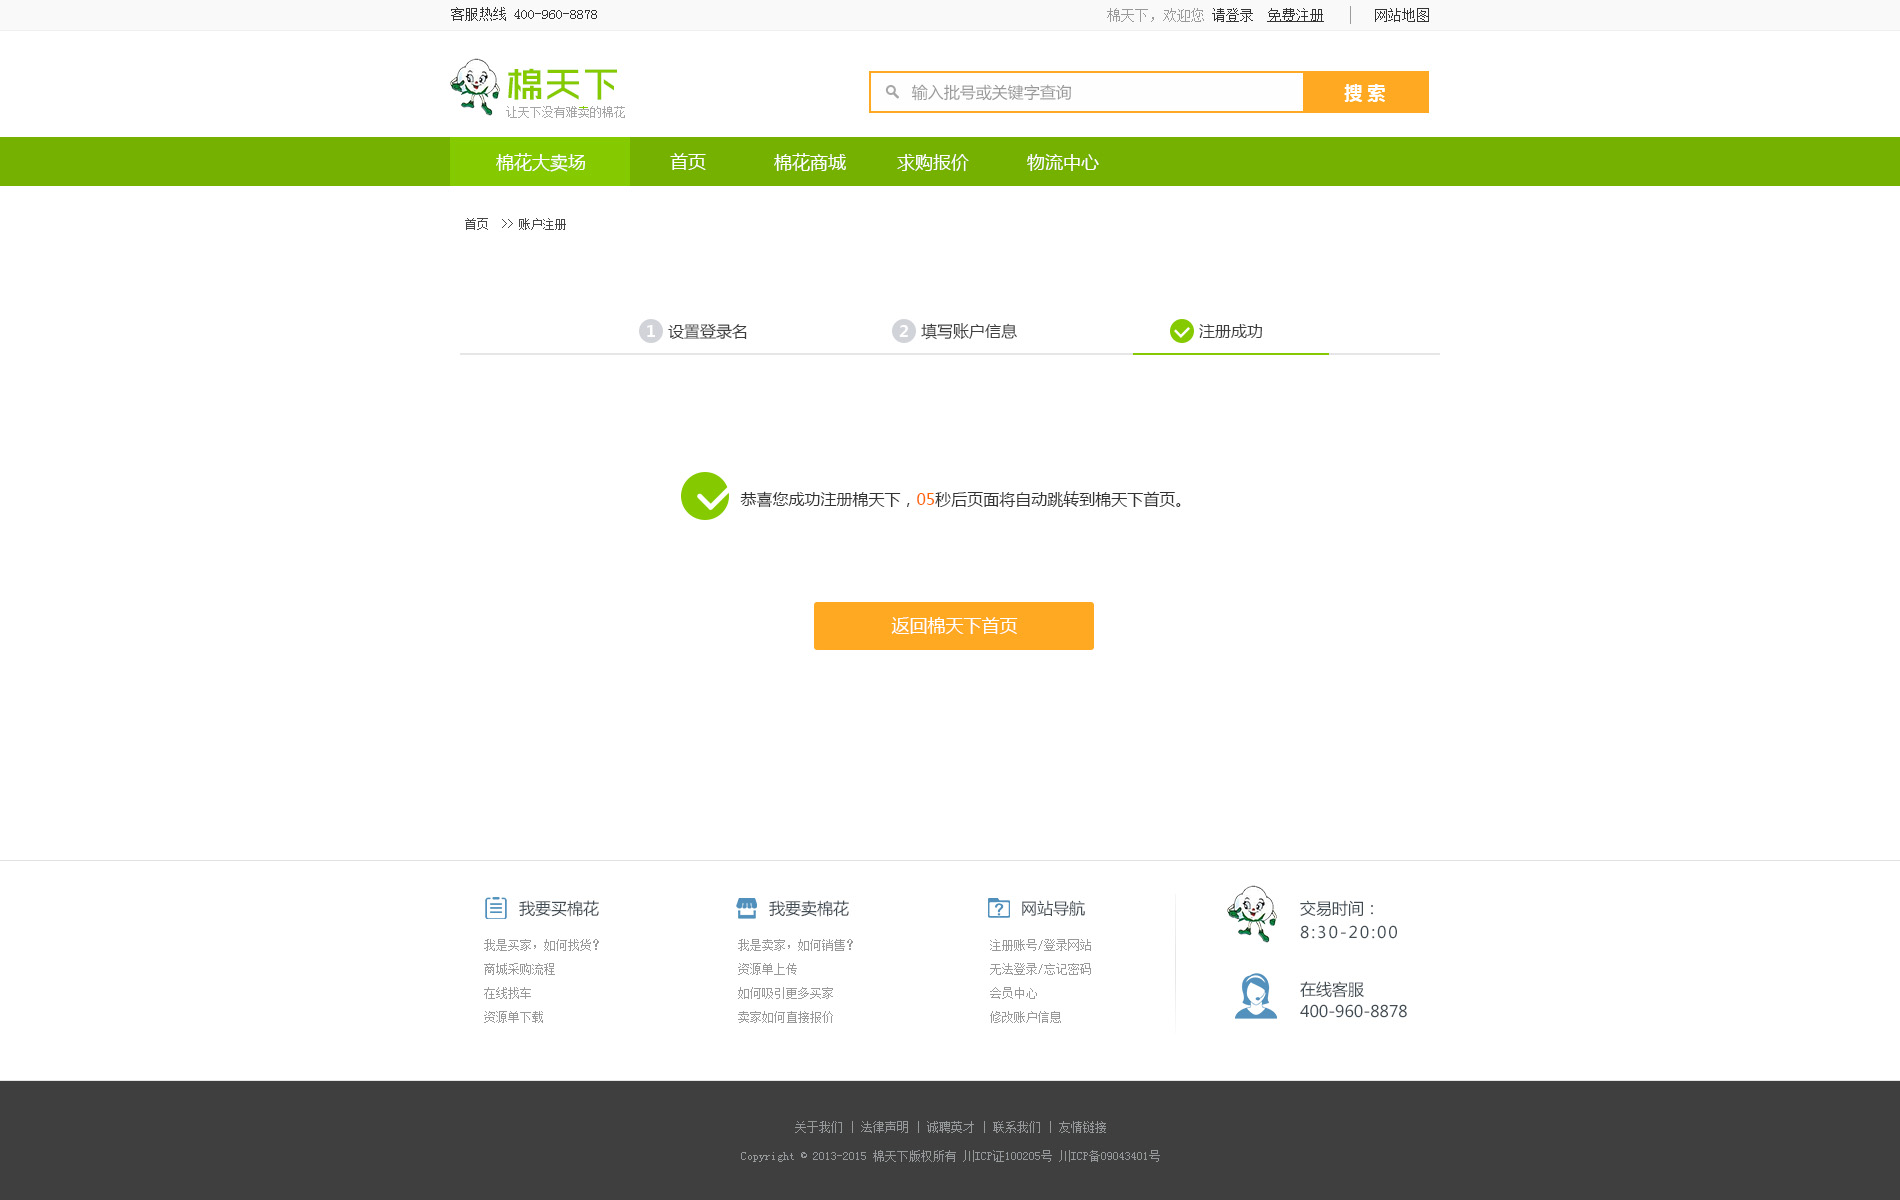 客服热线 400-960-8878
棉天下，欢迎您 请登录 免费注册 网站地图
棉天下
让天下没有难卖的棉花
输入批号或关键字查询 搜索
棉花大卖场 首页 棉花商城 求购报价 物流中心
首页 >> 账户注册
1 设置登录名 2 填写账户信息 注册成功
恭喜您成功注册棉天下，05秒后页面将自动跳转到棉天下首页。
返回棉天下首页
我要买棉花
我是买家，如何找货？
商城采购流程
在线找车
资源单下载
我要卖棉花
我是卖家，如何销售？
资源单上传
如何吸引更多买家
卖家如何直接报价
网站导航
注册账号/登录网站
无法登录/忘记密码
会员中心
修改账户信息
交易时间：
8:30-20:00
在线客服
400-960-8878
关于我们 | 法律声明 | 诚聘英才 | 联系我们 | 友情链接
Copyright © 2013-2015 棉天下版权所有 川ICP证100205号 川ICP备09043401号